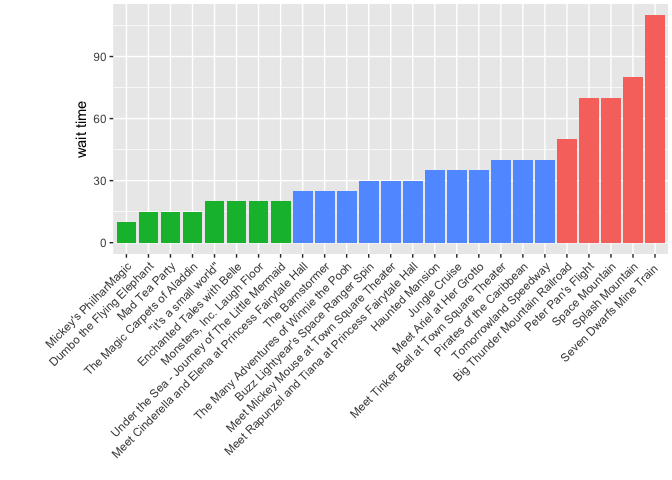 wait time
90
60
30
0
Mickey's PhilharMagic
Dumbo the Flying Elephant
Mad Tea Party
The Magic Carpets of Aladdin
"it's a small world"
Enchanted Tales with Belle
Monsters, Inc. Laugh Floor
Under the Sea - Journey of The Little Mermaid
Meet Cinderella and Elena at Princess Fairytale Hall
The Barnstormer
The Many Adventures of Winnie the Pooh
Buzz Lightyear's Space Ranger Spin
Meet Mickey Mouse at Town Square Theater
Meet Rapunzel and Tiana at Princess Fairytale Hall
Haunted Mansion
Jungle Cruise
Meet Ariel at Her Grotto
Meet Tinker Bell at Town Square Theater
Pirates of the Caribbean
Tomorrowland Speedway
Big Thunder Mountain Railroad
Peter Pan's Flight
Space Mountain
Splash Mountain
Seven Dwarfs Mine Train